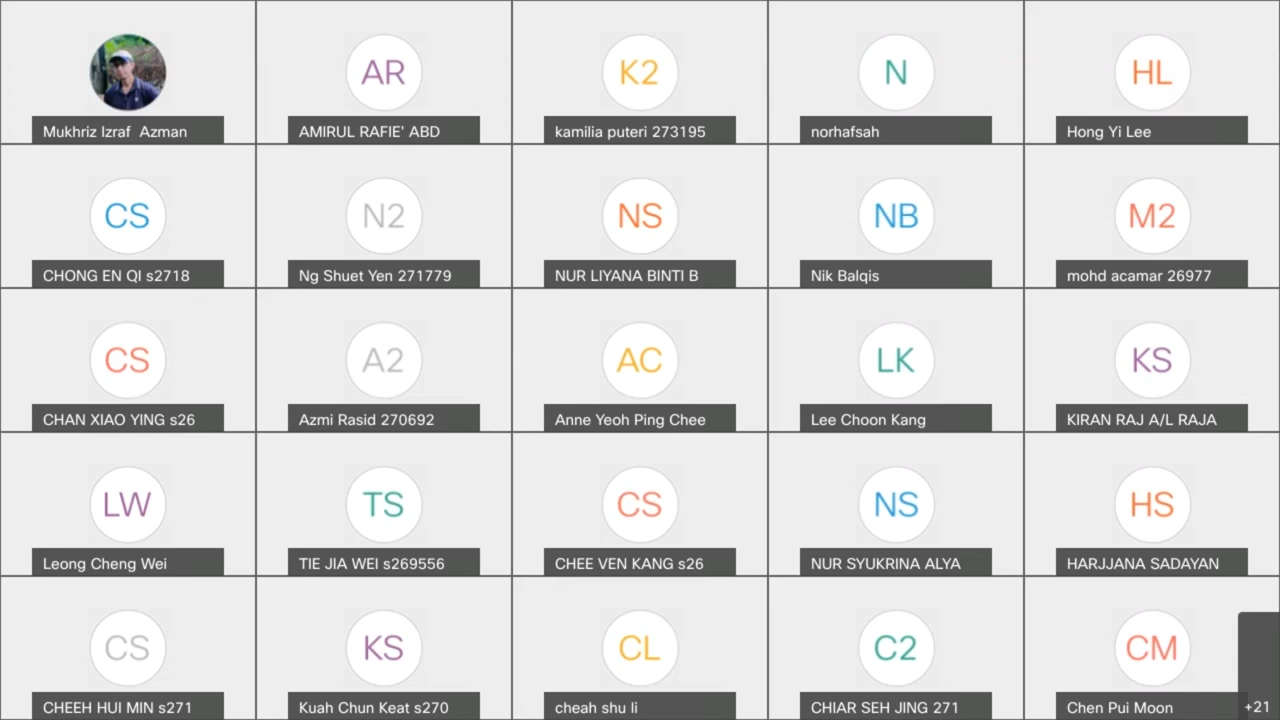 Mukhriz Izraf  Azman
AR
AMIRUL RAFIE' ABD
K2
kamilia puteri 273195
N
norhafsah
HL
Hong Yi Lee
CS
CHONG EN QI s2718
N2
Ng Shuet Yen 271779
NS
NUR LIYANA BINTI B
NB
Nik Balqis
M2
mohd acamar 26977
CS
CHAN XIAO YING s26
A2
Azmi Rasid 270692
AC
Anne Yeoh Ping Chee
LK
Lee Choon Kang
KS
KIRAN RAJ A/L RAJA
LW
Leong Cheng Wei
TS
TIE JIA WEI s269556
CS
CHEE VEN KANG s26
NS
NUR SYUKRINA ALYA
HS
HARJJANA SADAYAN
CS
CHEEH HUI MIN s271
KS
Kuah Chun Keat s270
CL
cheah shu li
C2
CHIAR SEH JING 271
CM
Chen Pui Moon
+21